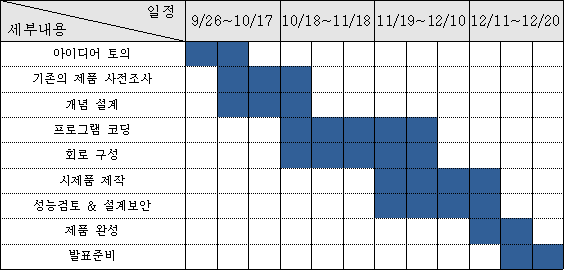 일정
세부내용
9/26~10/17 10/18~11/18 11/19~12/10 12/11~12/20
아이디어 토의
기존의 제품 사전조사
개념 설계
프로그램 코딩
회로 구성
시제품 제작
성능검토 & 설계보안
제품 완성
발표준비